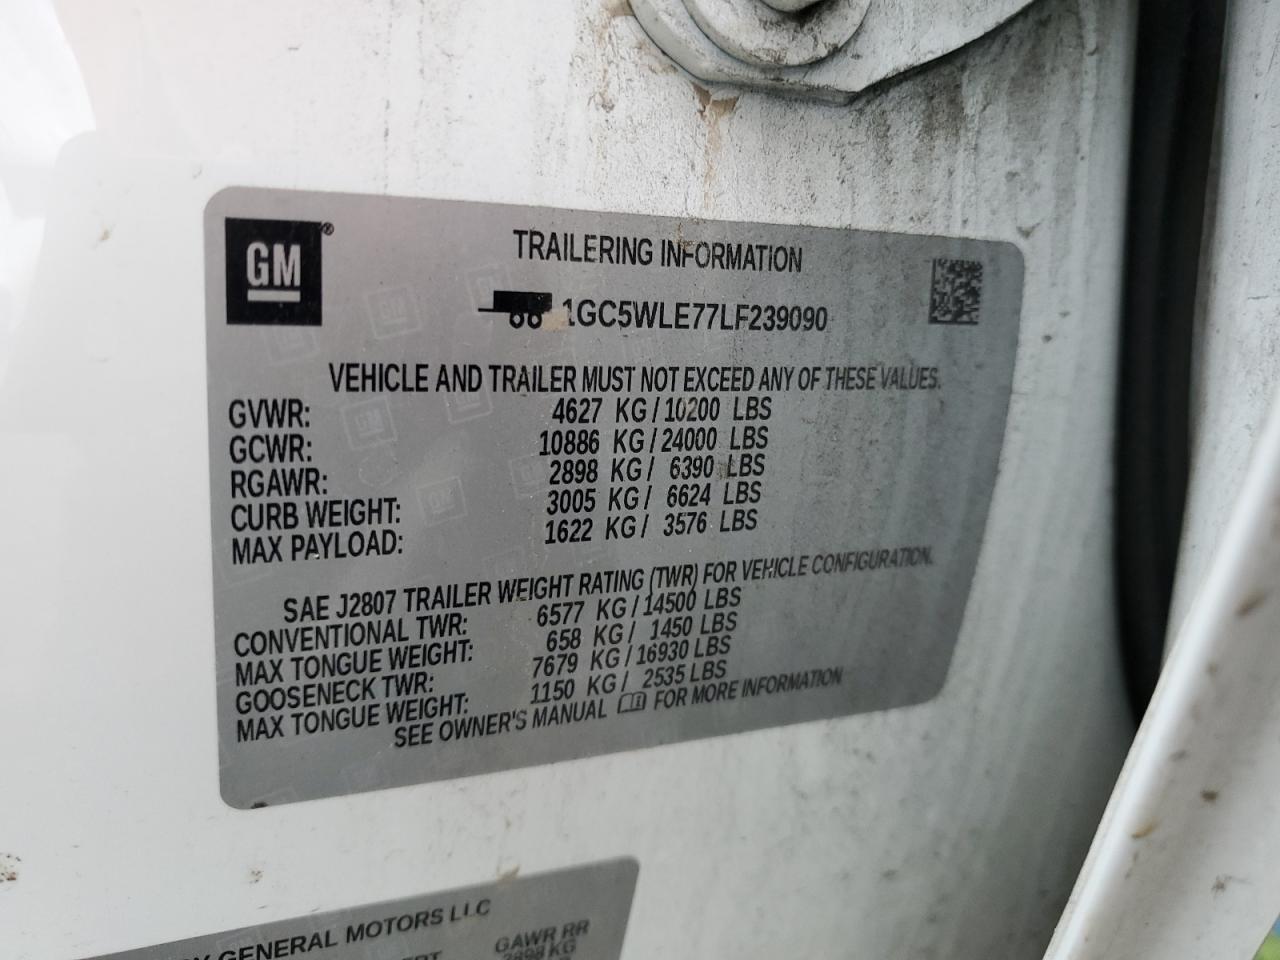 GM®
TRAILERING INFORMATION
1GC5WLE77LF239090
VEHICLE AND TRAILER MUST NOT EXCEED ANY OF THESE VALUES.
GVWR: 4627 KG/10200 LBS
GCWR: 10886 KG/24000 LBS
RGAWR: 2898 KG/ 6390 LBS
CURB WEIGHT: 3005 KG/ 6624 LBS
MAX PAYLOAD: 1622 KG/ 3576 LBS
SAE J2807 TRAILER WEIGHT RATING (TWR) FOR VEHICLE CONFIGURATION.
CONVENTIONAL TWR: 6577 KG/14500 LBS
MAX TONGUE WEIGHT: 658 KG/ 1450 LBS
GOOSENECK TWR: 7679 KG/16930 LBS
MAX TONGUE WEIGHT: 1150 KG/ 2535 LBS
SEE OWNER'S MANUAL FOR MORE INFORMATION
GENERAL MOTORS LLC
GAWR RR
2898 KG